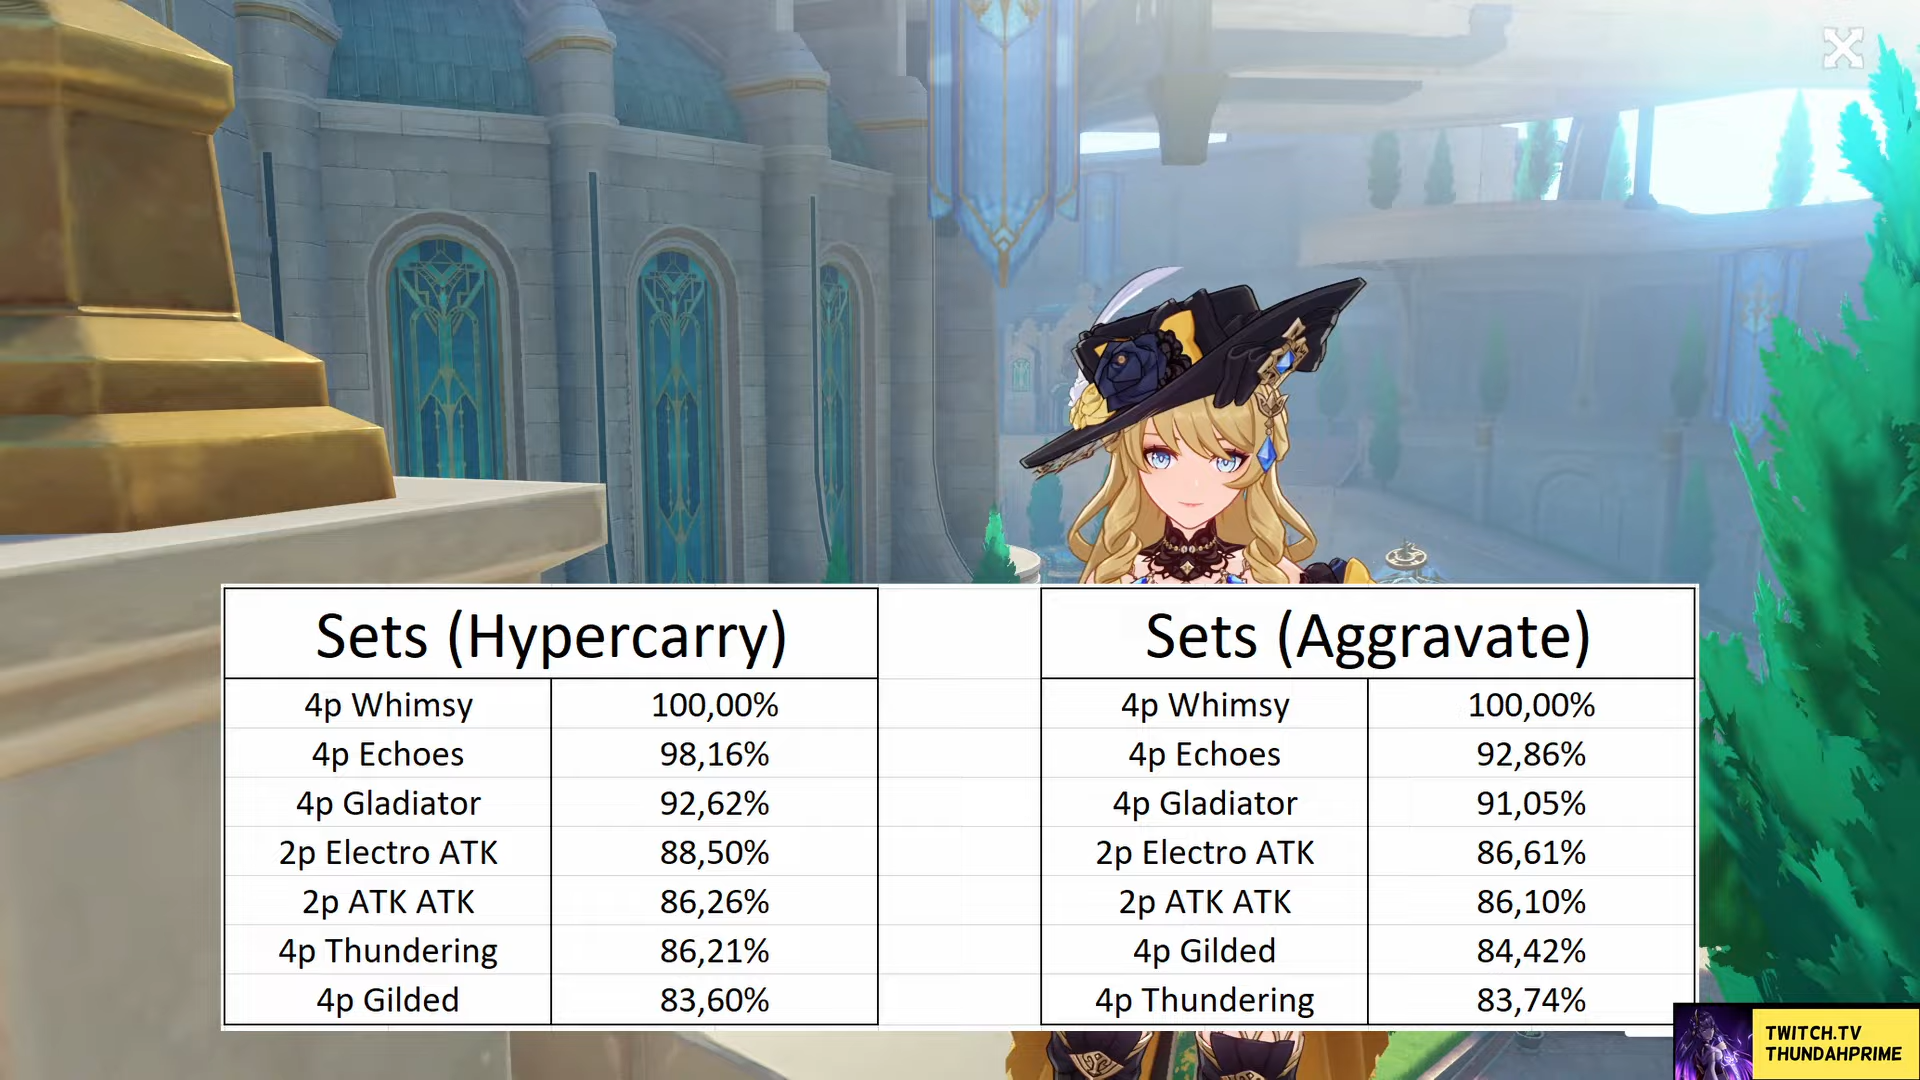 Sets (Hypercarry)
4p Whimsy 100,00%
4p Echoes 98,16%
4p Gladiator 92,62%
2p Electro ATK 88,50%
2p ATK ATK 86,26%
4p Thundering 86,21%
4p Gilded 83,60%
Sets (Aggravate)
4p Whimsy 100,00%
4p Echoes 92,86%
4p Gladiator 91,05%
2p Electro ATK 86,61%
2p ATK ATK 86,10%
4p Gilded 84,42%
4p Thundering 83,74%
TWITCH.TV
THUNDAHPRIME